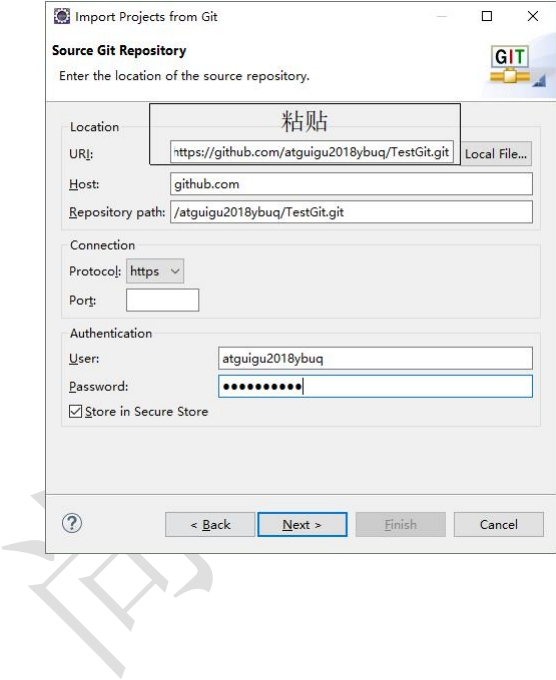 Import Projects from Git
Source Git Repository
Enter the location of the source repository.
GIT
Location
粘贴
URI: https://github.com/atguigu2018ybuq/TestGit.git Local File...
Host: github.com
Repository path: /atguigu2018ybuq/TestGit.git
Connection
Protocol: https
Port:
Authentication
User: atguigu2018ybuq
Password: ●●●●●●●●●●
Store in Secure Store
< Back Next > Finish Cancel